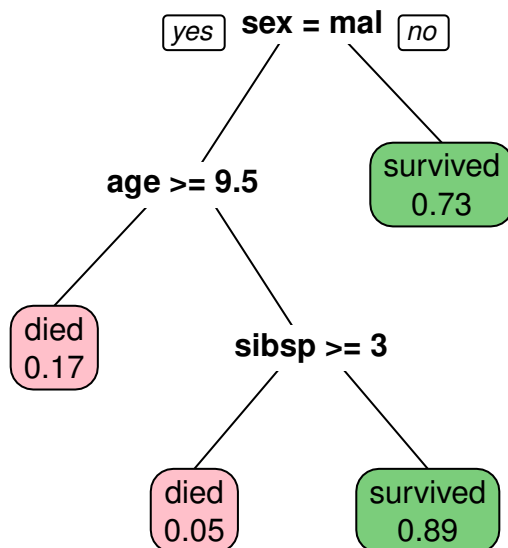 yes sex = mal no
age >= 9.5
survived
0.73
died
0.17
sibsp >= 3
died
0.05
survived
0.89